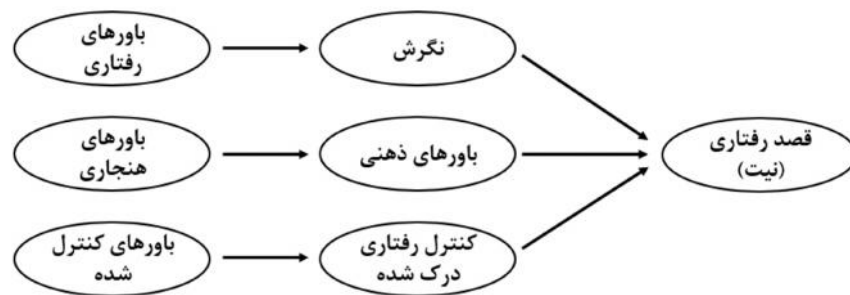 باورهای
رفتاری
نگرش
باورهای
هنجاری
باورهای ذهنی
قصد رفتاری
(نیت)
باورهای کنترل
شده
کنترل رفتاری
درک شده